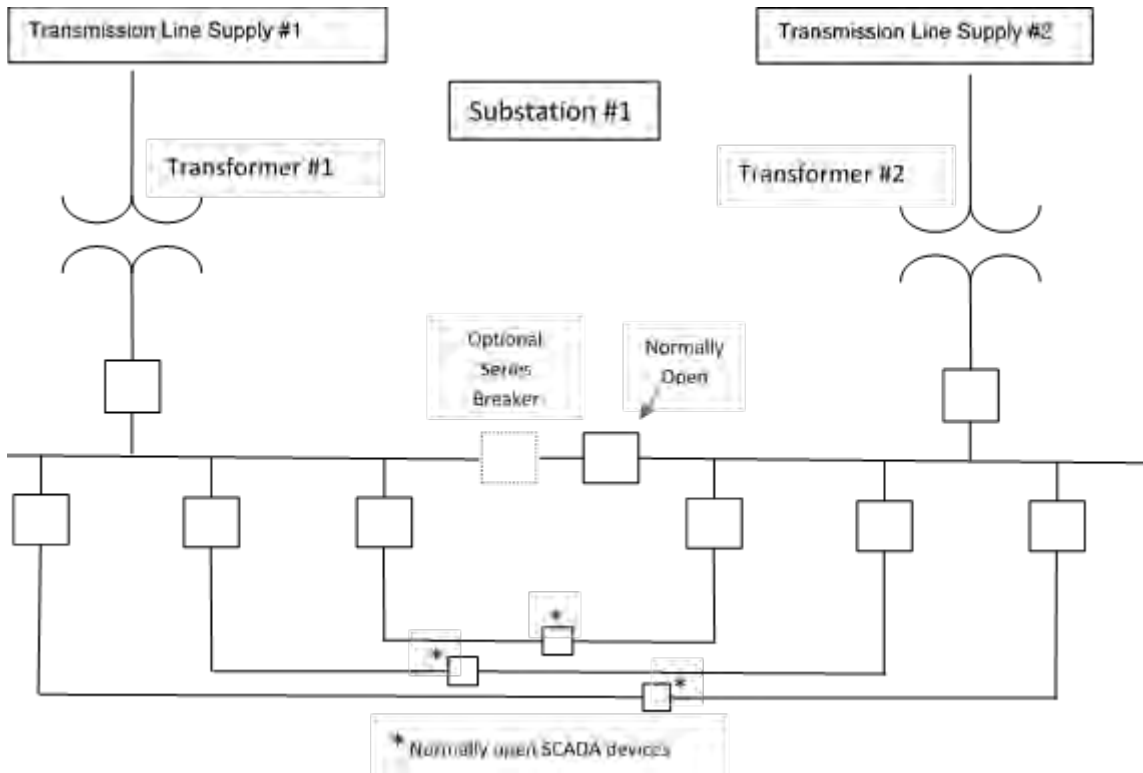 Transmission Line Supply #1
Transmission Line Supply #2
Substation #1
Transformer #1
Transformer #2
Optional
Series
Breaker
Normally
Open
*
*
*
* Normally open SCADA devices